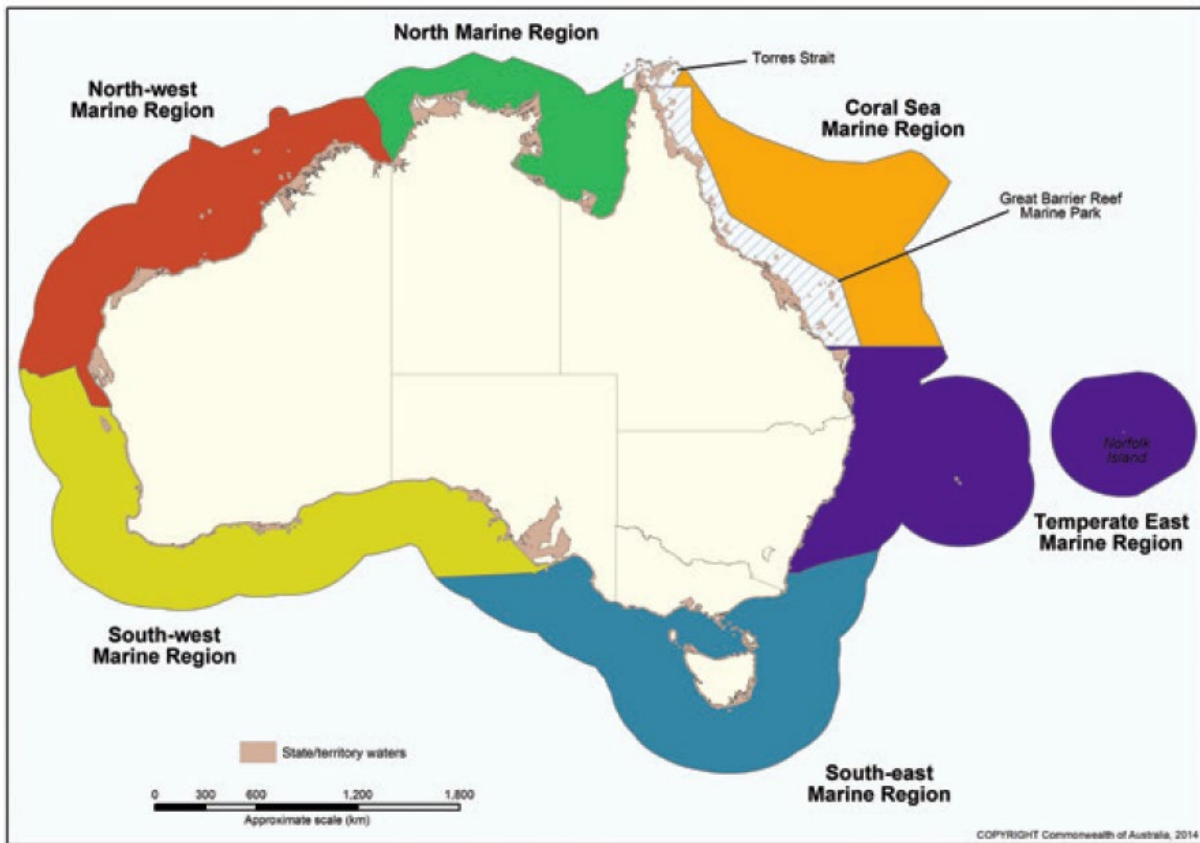 North Marine Region
Torres Strait
North-west
Marine Region
Coral Sea
Marine Region
Great Barrier Reef
Marine Park
Norfolk
Island
Temperate East
Marine Region
South-west
Marine Region
State/territory waters
South-east
Marine Region
0 300 600 1,200 1,800
Approximate scale (km)
COPYRIGHT Commonwealth of Australia, 2014